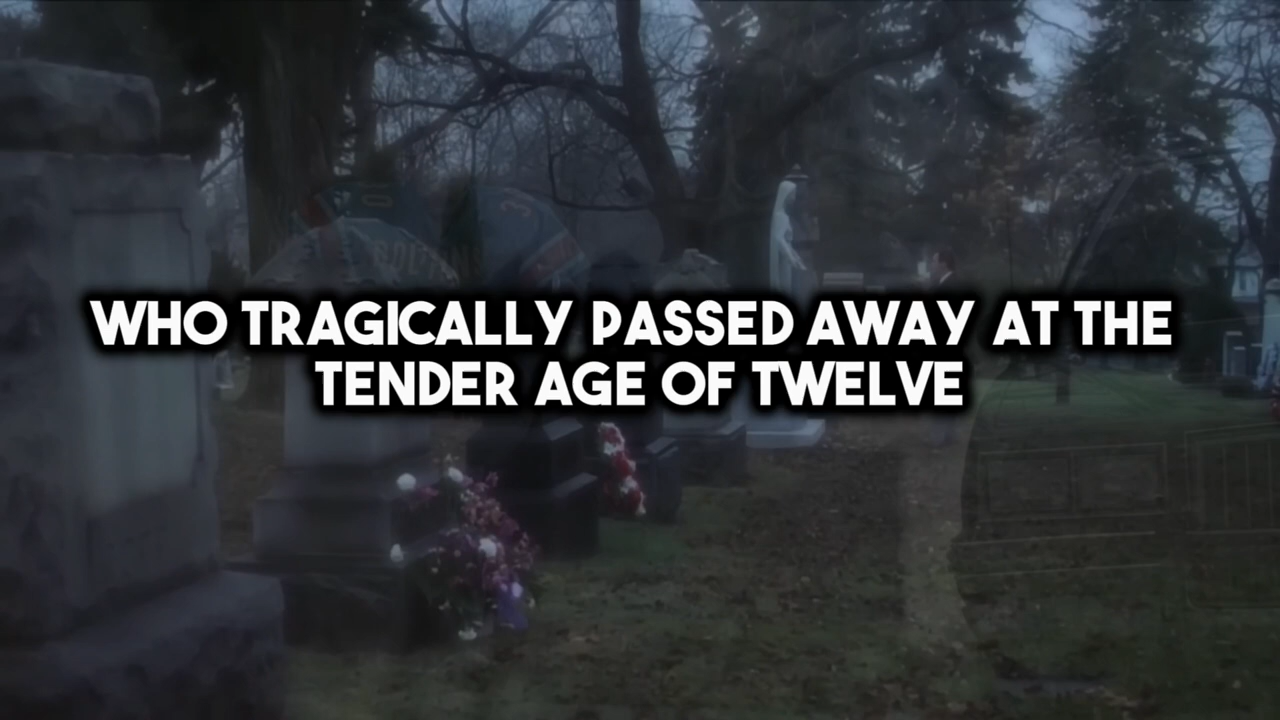 WHO TRAGICALLY PASSED AWAY AT THE
TENDER AGE OF TWELVE